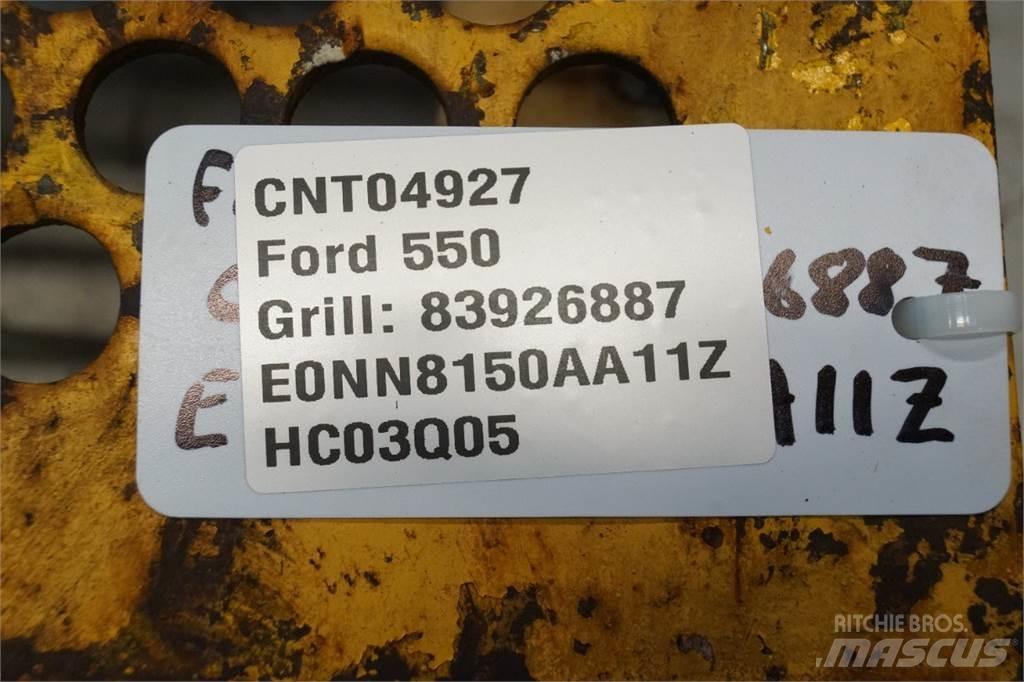 CNT04927
Ford 550
Grill: 83926887
E0NN8150AA11Z
HC03Q05
6887
A11Z
RITCHIE BROS.
MASCUS